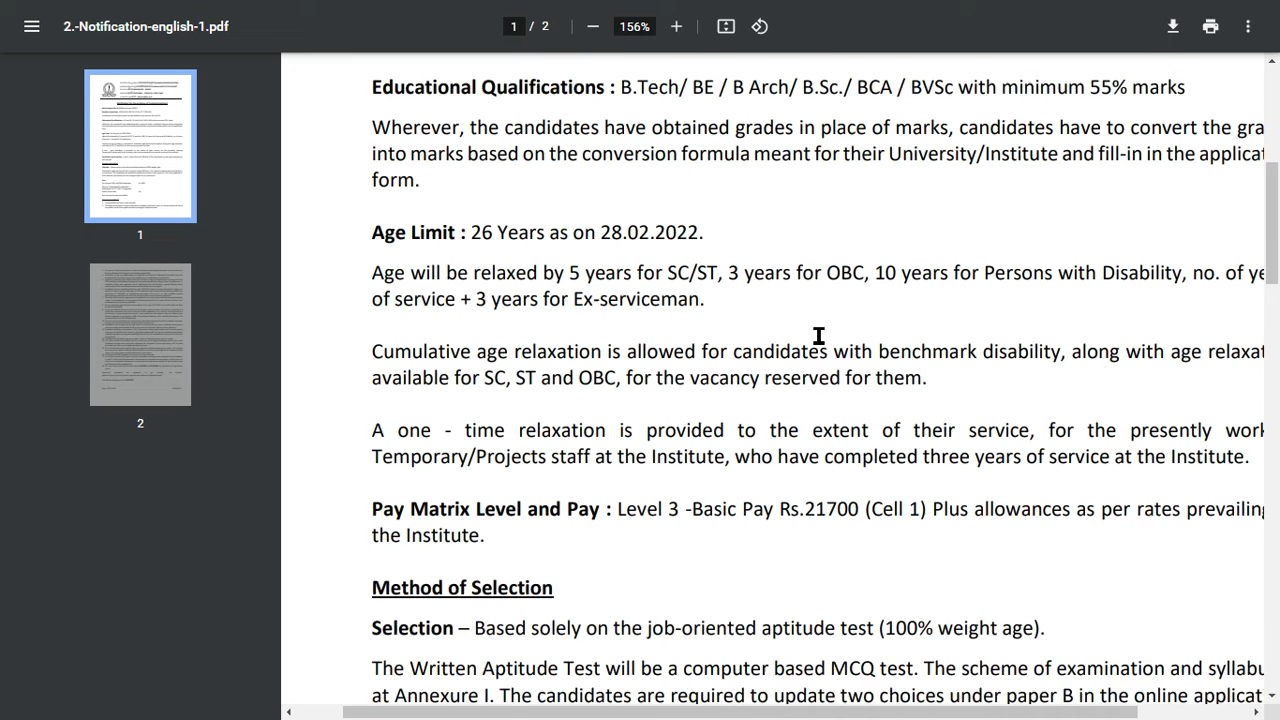 2.-Notification-english-1.pdf
1 / 2
156%
1
2
Educational Qualifications : B.Tech/ BE / B Arch/ B.Sc./ BCA / BVSc with minimum 55% marks
Wherever the candidates have obtained grades in place of marks, candidates have to convert the gra
into marks based on the conversion formula meant for their University/Institute and fill-in in the applicat
form.
Age Limit : 26 Years as on 28.02.2022.
Age will be relaxed by 5 years for SC/ST, 3 years for OBC, 10 years for Persons with Disability, no. of ye
of service + 3 years for Ex-serviceman.
Cumulative age relaxation is allowed for candidates with benchmark disability, along with age relaxat
available for SC, ST and OBC, for the vacancy reserved for them.
A one - time relaxation is provided to the extent of their service, for the presently work
Temporary/Projects staff at the Institute, who have completed three years of service at the Institute.
Pay Matrix Level and Pay : Level 3 -Basic Pay Rs.21700 (Cell 1) Plus allowances as per rates prevailing
the Institute.
Method of Selection
Selection – Based solely on the job-oriented aptitude test (100% weight age).
The Written Aptitude Test will be a computer based MCQ test. The scheme of examination and syllabu
at Annexure I. The candidates are required to update two choices under paper B in the online applicat